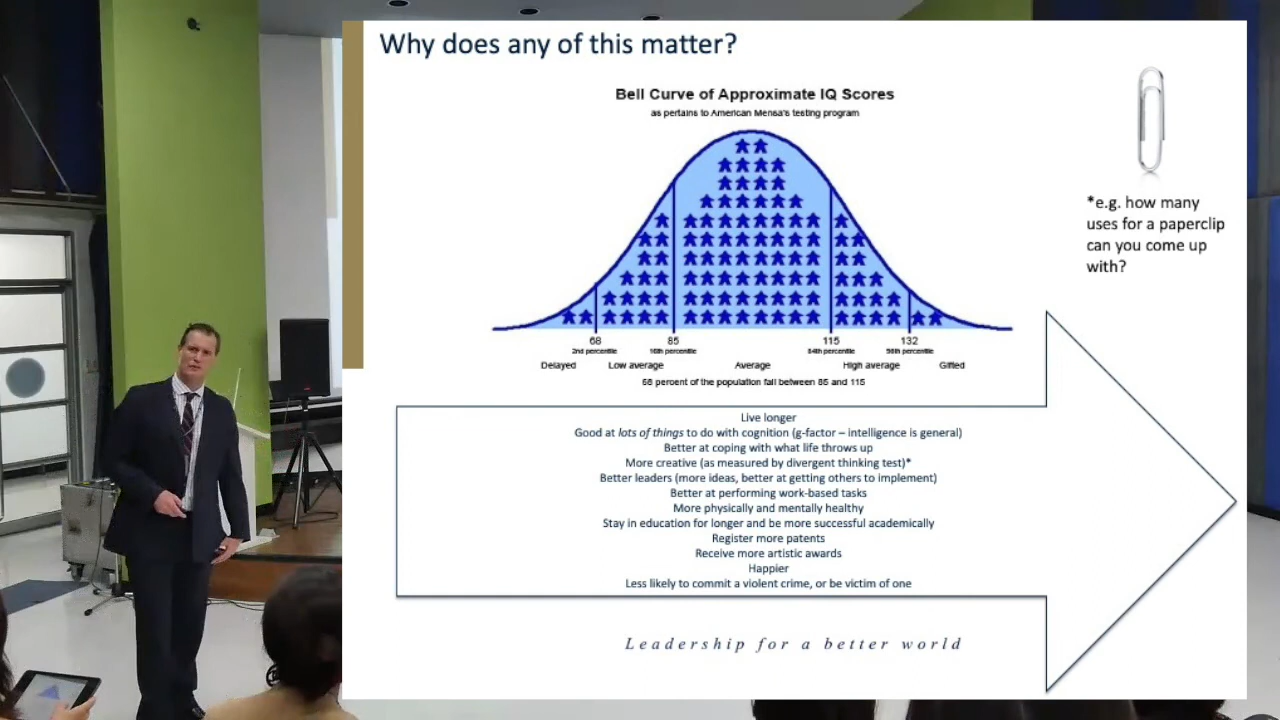 Why does any of this matter?
Bell Curve of Approximate IQ Scores
as pertains to American Mensa's testing program
*e.g. how many
uses for a paperclip
can you come up
with?
68 85 115 132
2nd percentile 16th percentile 84th percentile 98th percentile
Delayed Low average Average High average Gifted
68 percent of the population fall between 85 and 115
Live longer
Good at lots of things to do with cognition (g-factor – intelligence is general)
Better at coping with what life throws up
More creative (as measured by divergent thinking test)*
Better leaders (more ideas, better at getting others to implement)
Better at performing work-based tasks
More physically and mentally healthy
Stay in education for longer and be more successful academically
Register more patents
Receive more artistic awards
Happier
Less likely to commit a violent crime, or be victim of one
Leadership for a better world